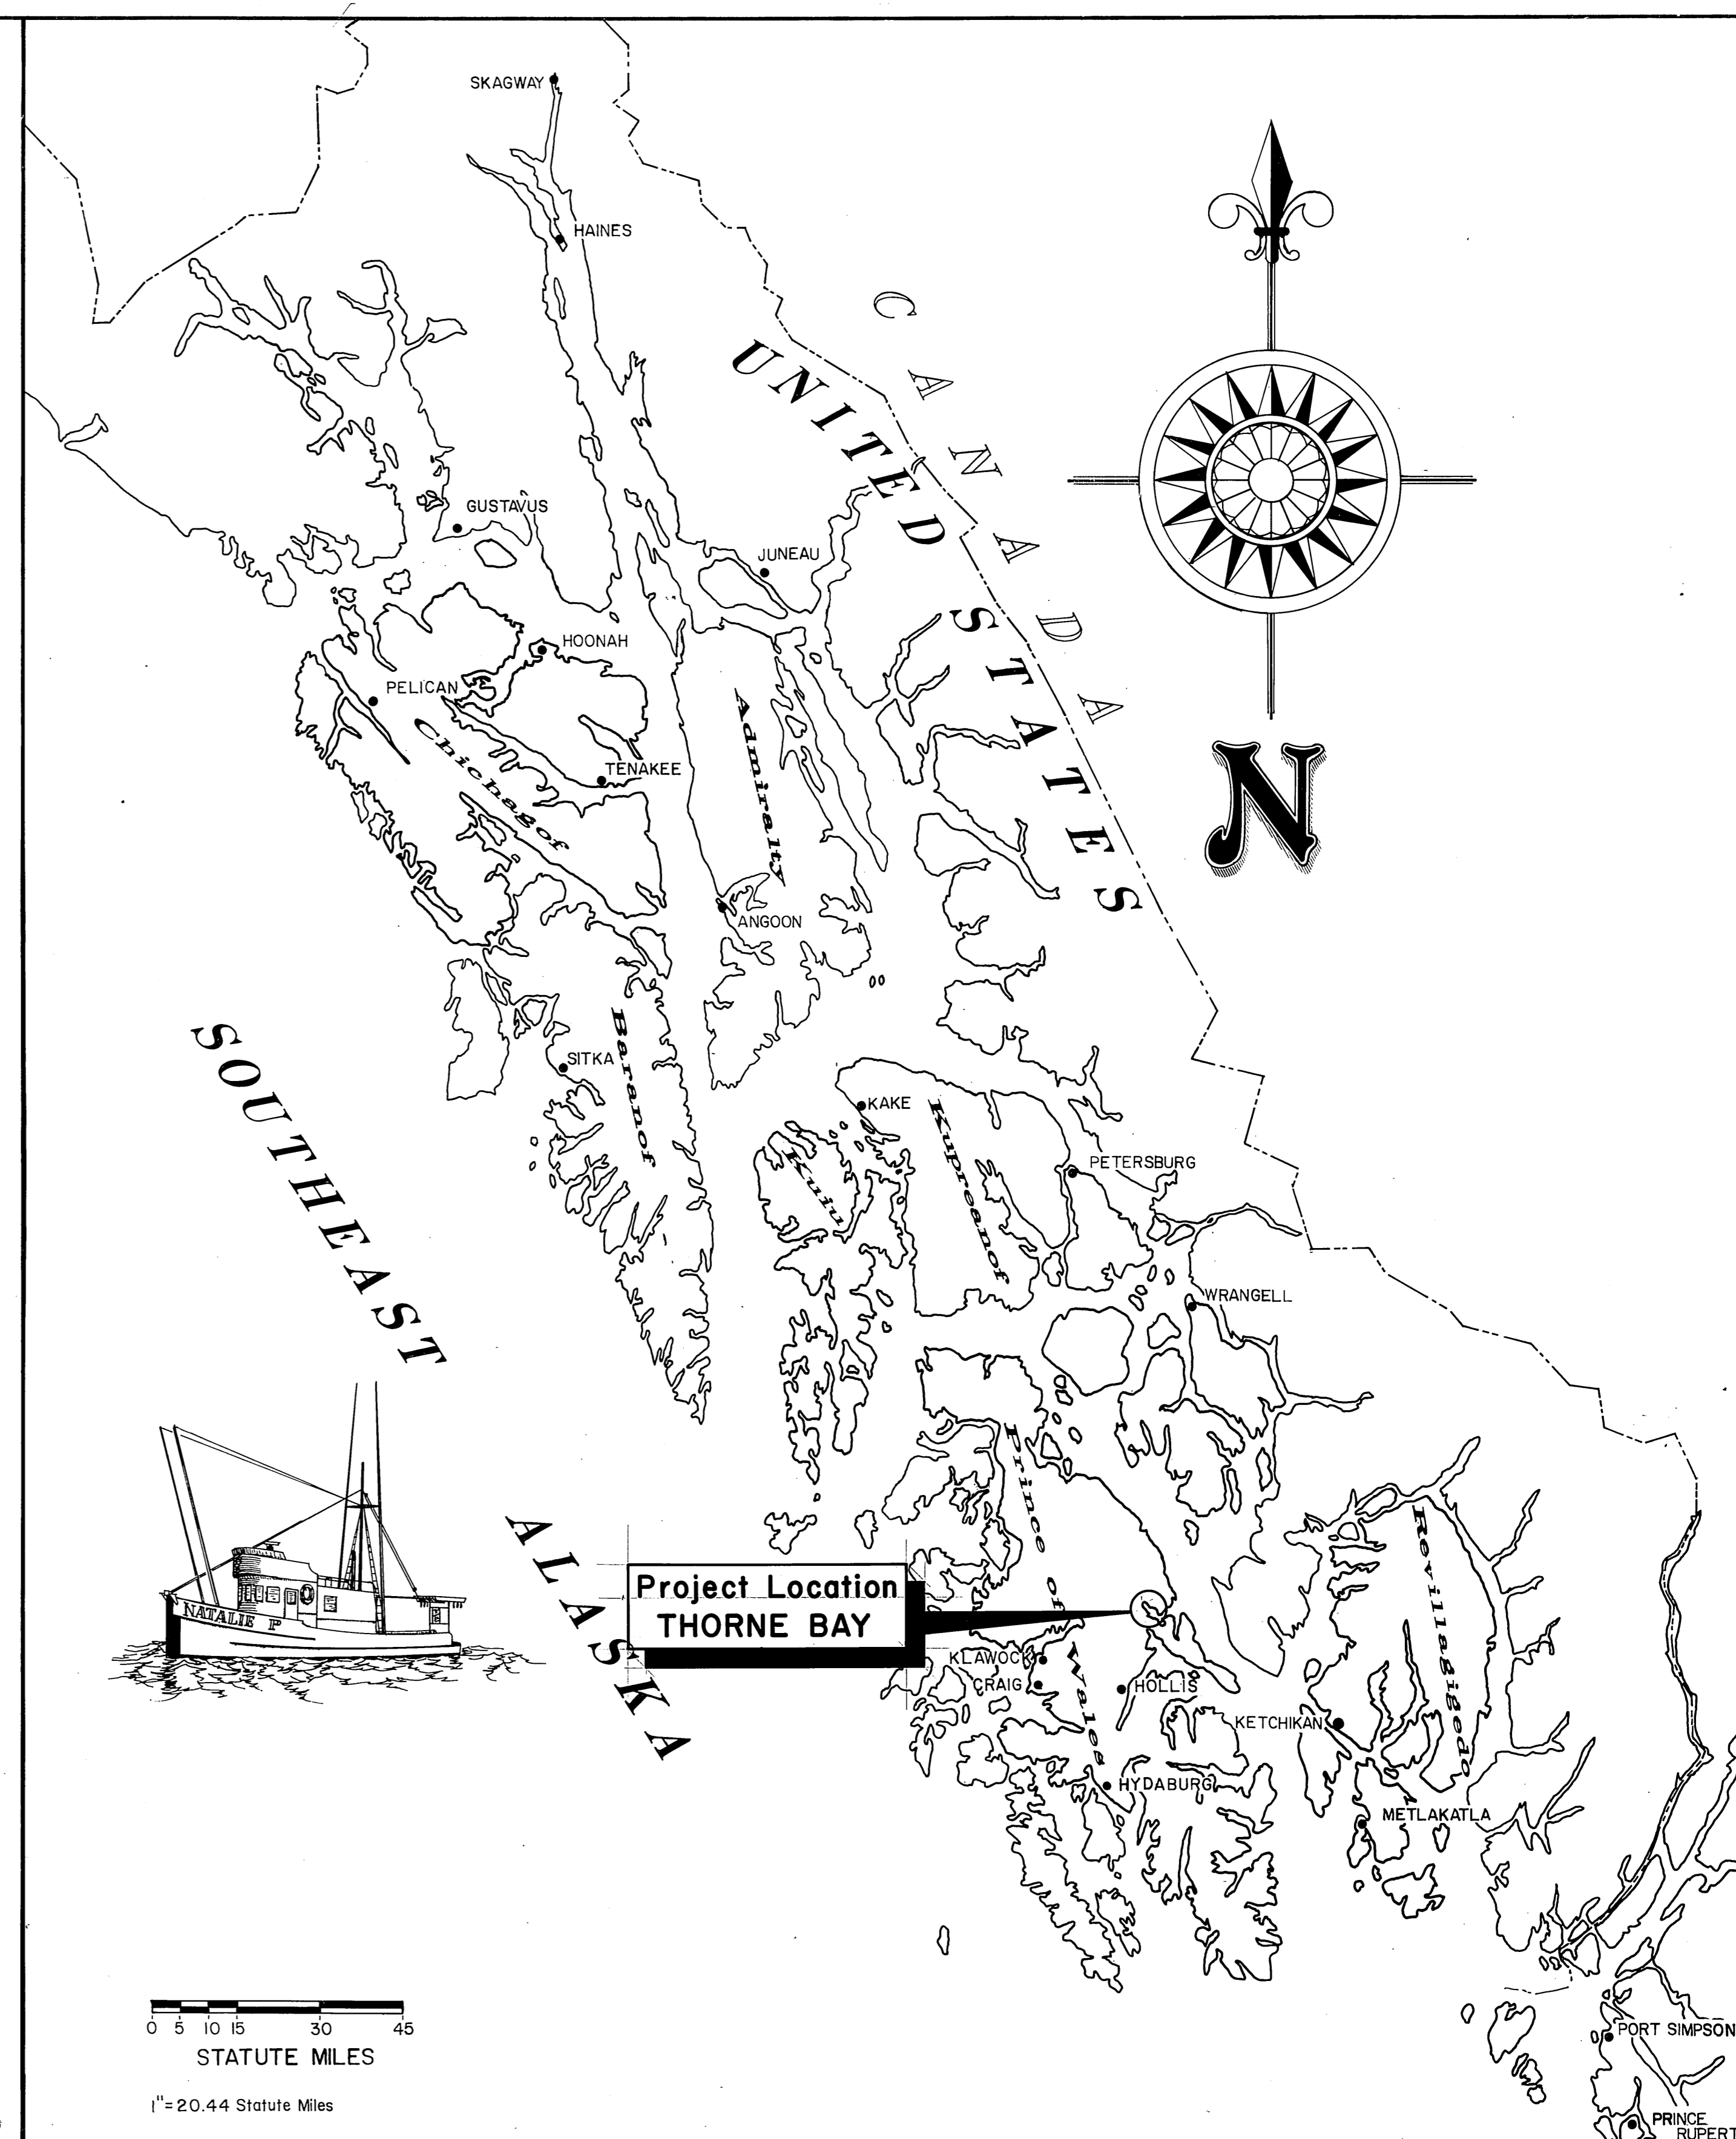 SKAGWAY
HAINES
CANADA
UNITED STATES
GUSTAVUS
JUNEAU
HOONAH
PELICAN
Chichagof
Admiralty
TENAKEE
N
ANGOON
SOUTHEAST ALASKA
Baranof
SITKA
KAKE
Kupreanof
Kuiu
PETERSBURG
WRANGELL
Prince of Wales
Revillagigedo
NATALIE P
Project Location
THORNE BAY
KLAWOCK
CRAIG
HOLLIS
KETCHIKAN
HYDABURG
METLAKATLA
0 5 10 15 30 45
STATUTE MILES
1"=20.44 Statute Miles
PORT SIMPSON
PRINCE
RUPERT